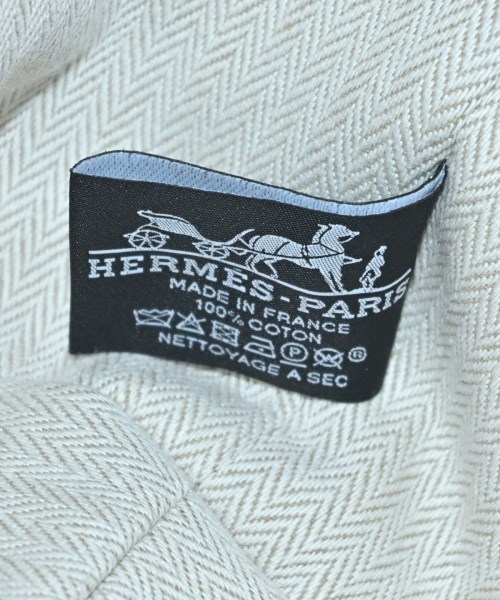 HERMES-PARIS
MADE IN FRANCE
100% COTON
P ®
NETTOYAGE A SEC